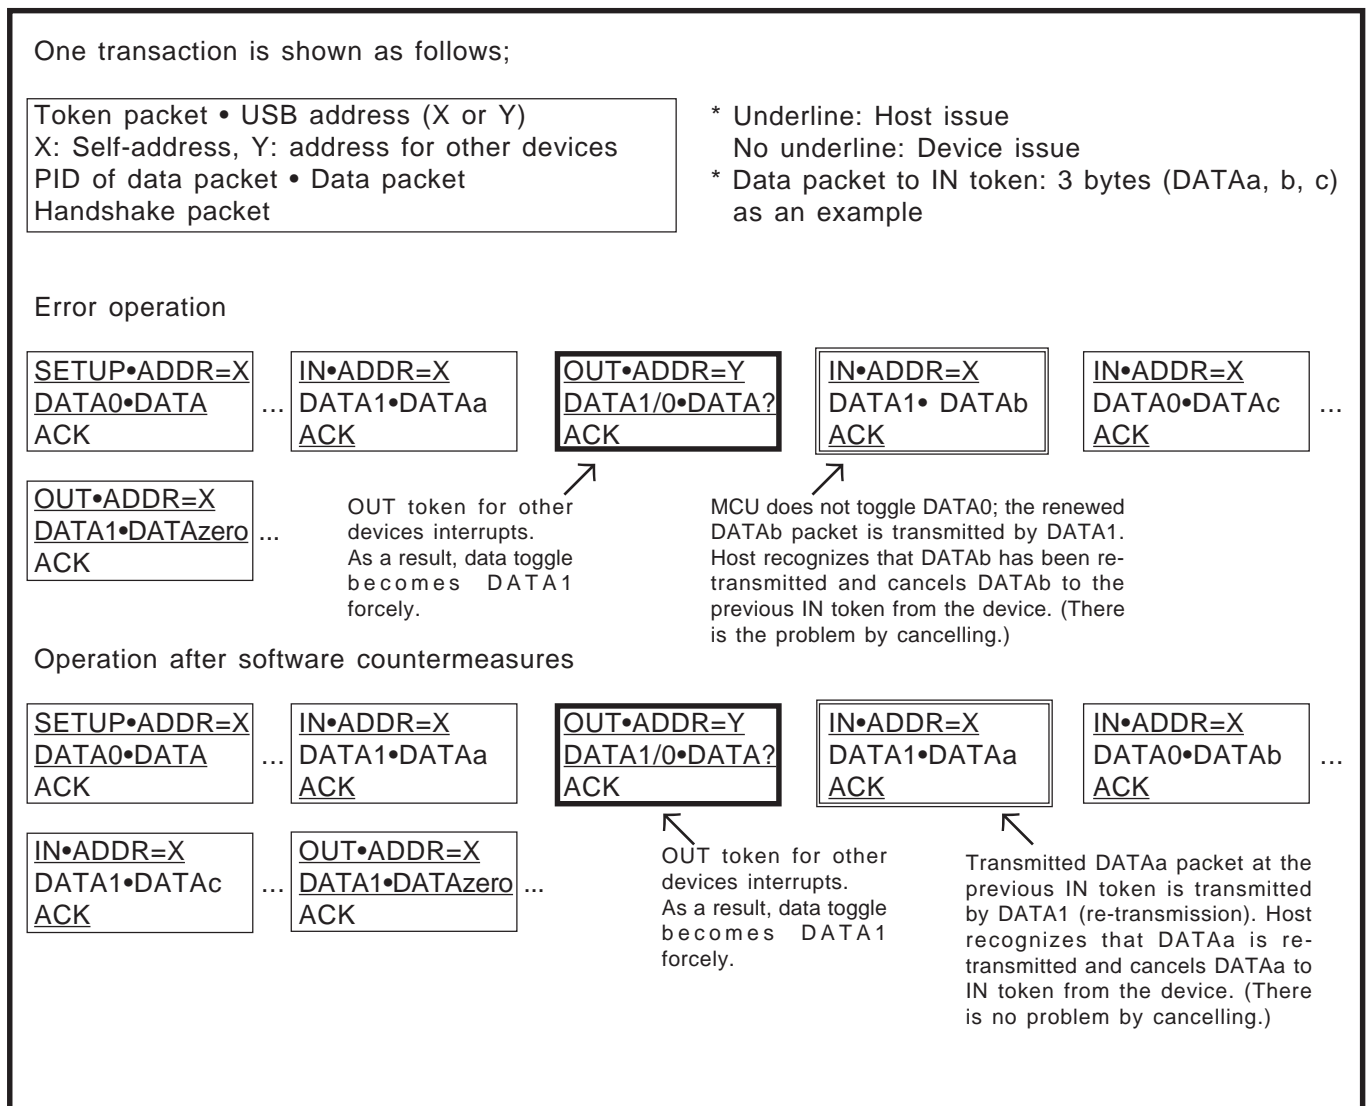 One transaction is shown as follows;
Token packet • USB address (X or Y)
X: Self-address, Y: address for other devices
PID of data packet • Data packet
Handshake packet
* Underline: Host issue
No underline: Device issue
* Data packet to IN token: 3 bytes (DATAa, b, c)
as an example
Error operation
SETUP•ADDR=X
DATA0•DATA
ACK
...
IN•ADDR=X
DATA1•DATAa
ACK
OUT•ADDR=Y
DATA1/0•DATA?
ACK
IN•ADDR=X
DATA1• DATAb
ACK
IN•ADDR=X
DATA0•DATAc
ACK
...
OUT•ADDR=X
DATA1•DATAzero
ACK
...
OUT token for other
devices interrupts.
As a result, data toggle
becomes DATA1
forcely.
MCU does not toggle DATA0; the renewed
DATAb packet is transmitted by DATA1.
Host recognizes that DATAb has been re-
transmitted and cancels DATAb to the
previous IN token from the device. (There
is the problem by cancelling.)
Operation after software countermeasures
SETUP•ADDR=X
DATA0•DATA
ACK
...
IN•ADDR=X
DATA1•DATAa
ACK
OUT•ADDR=Y
DATA1/0•DATA?
ACK
IN•ADDR=X
DATA1•DATAa
ACK
IN•ADDR=X
DATA0•DATAb
ACK
...
IN•ADDR=X
DATA1•DATAc
ACK
...
OUT•ADDR=X
DATA1•DATAzero
ACK
...
OUT token for other
devices interrupts.
As a result, data toggle
becomes DATA1
forcely.
Transmitted DATAa packet at the
previous IN token is transmitted
by DATA1 (re-transmission). Host
recognizes that DATAa is re-
transmitted and cancels DATAa to
IN token from the device. (There
is no problem by cancelling.)